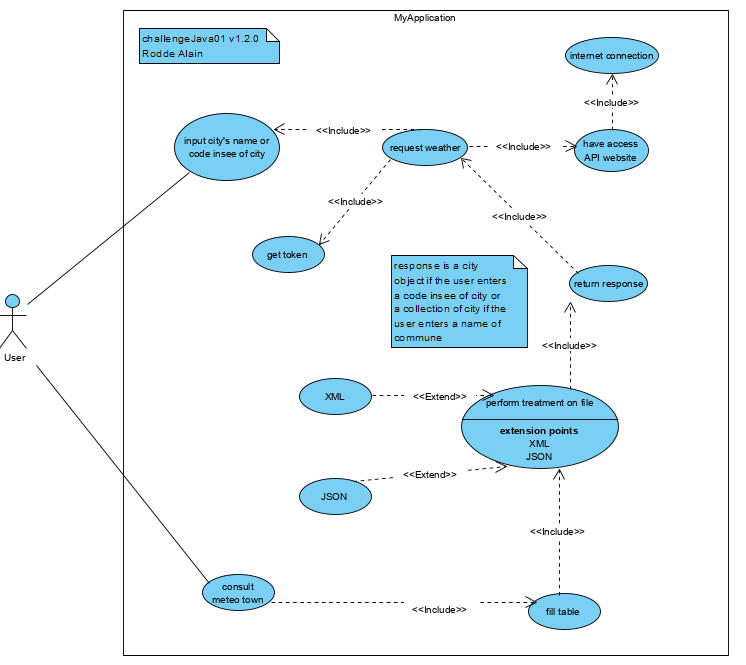 MyApplication
challengeJava01 v1.2.0
Rodde Alain
internet connection
<<Include>>
input city's name or
code insee of city
<<Include>>
request weather
<<Include>>
have access
API website
<<Include>>
<<Include>>
get token
response is a city
object if the user enters
a code insee of city or
a collection of city if the
user enters a name of
commune
return response
<<Include>>
User
XML
<<Extend>>
perform treatment on file
extension points
XML
JSON
<<Extend>>
JSON
<<Include>>
consult
meteo town
<<Include>>
fill table